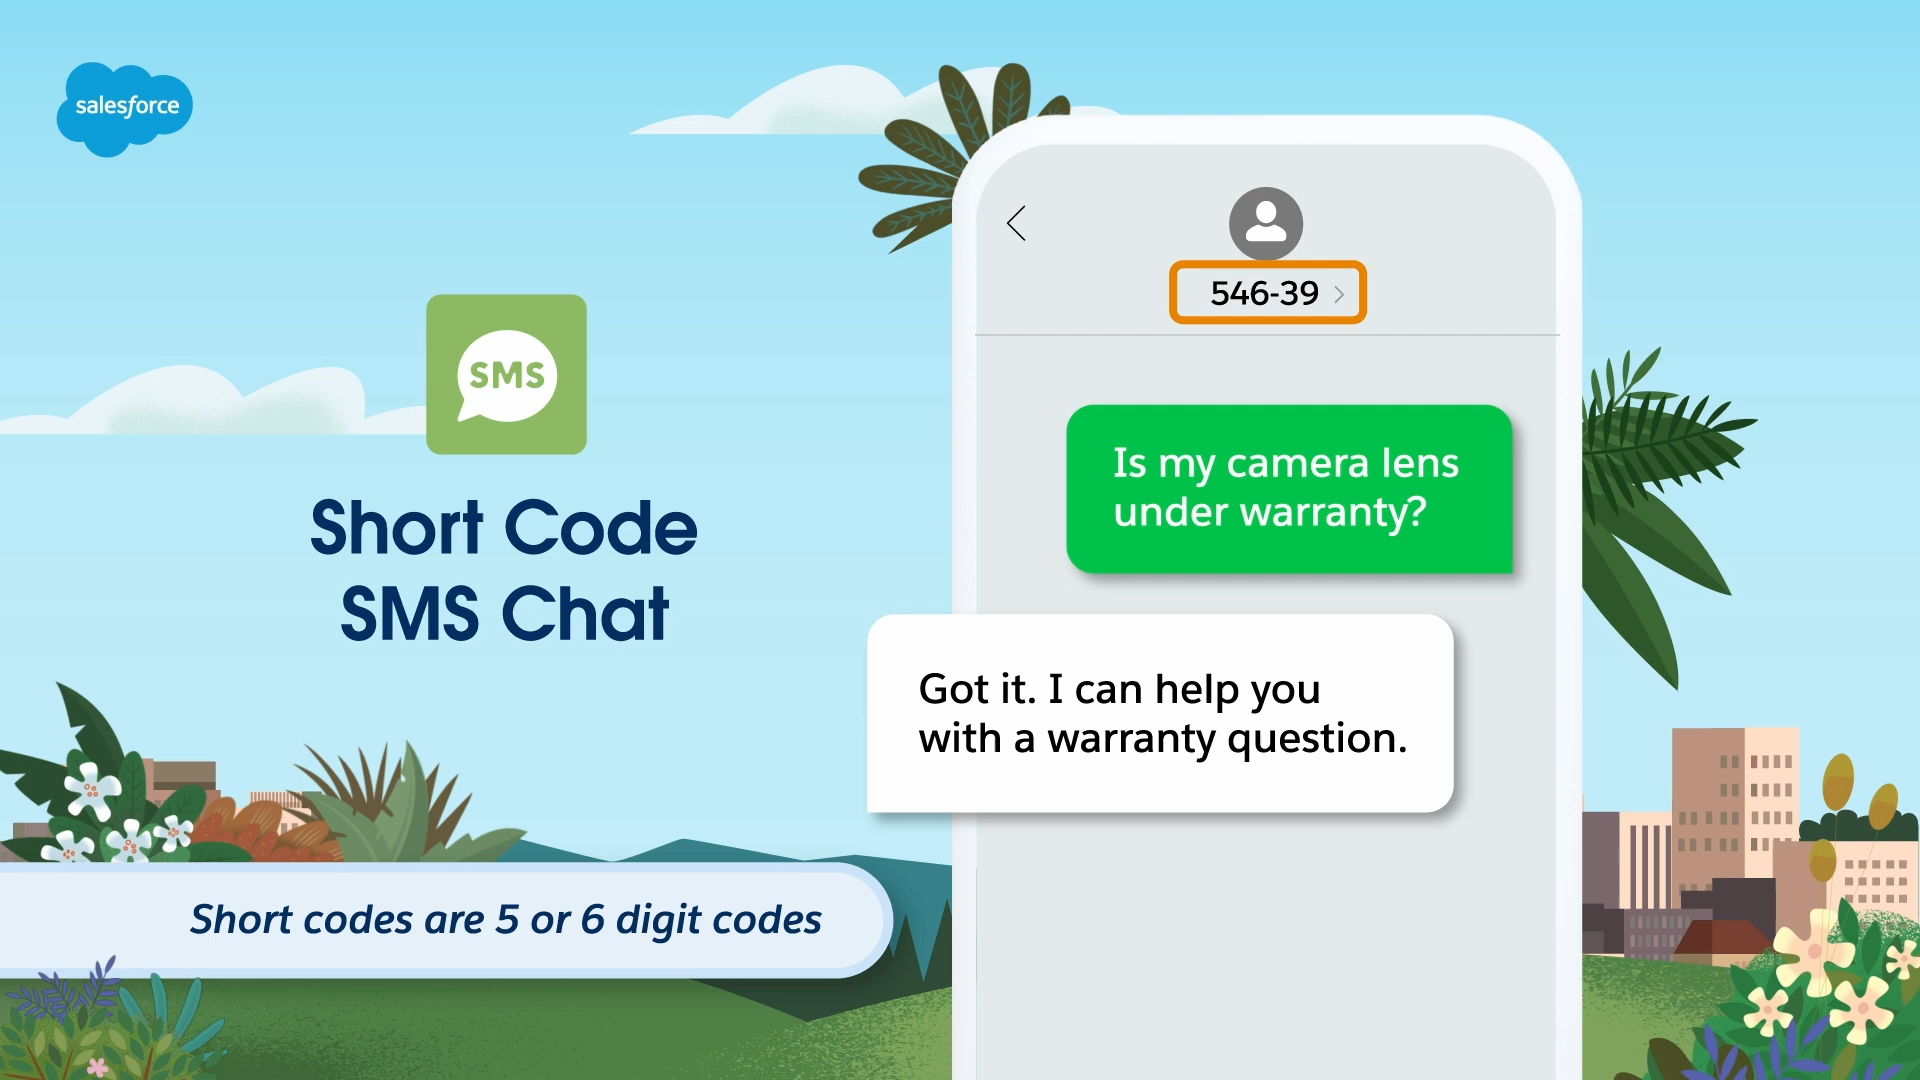 salesforce
SMS
Short Code
SMS Chat
Short codes are 5 or 6 digit codes
546-39
Is my camera lens
under warranty?
Got it. I can help you
with a warranty question.